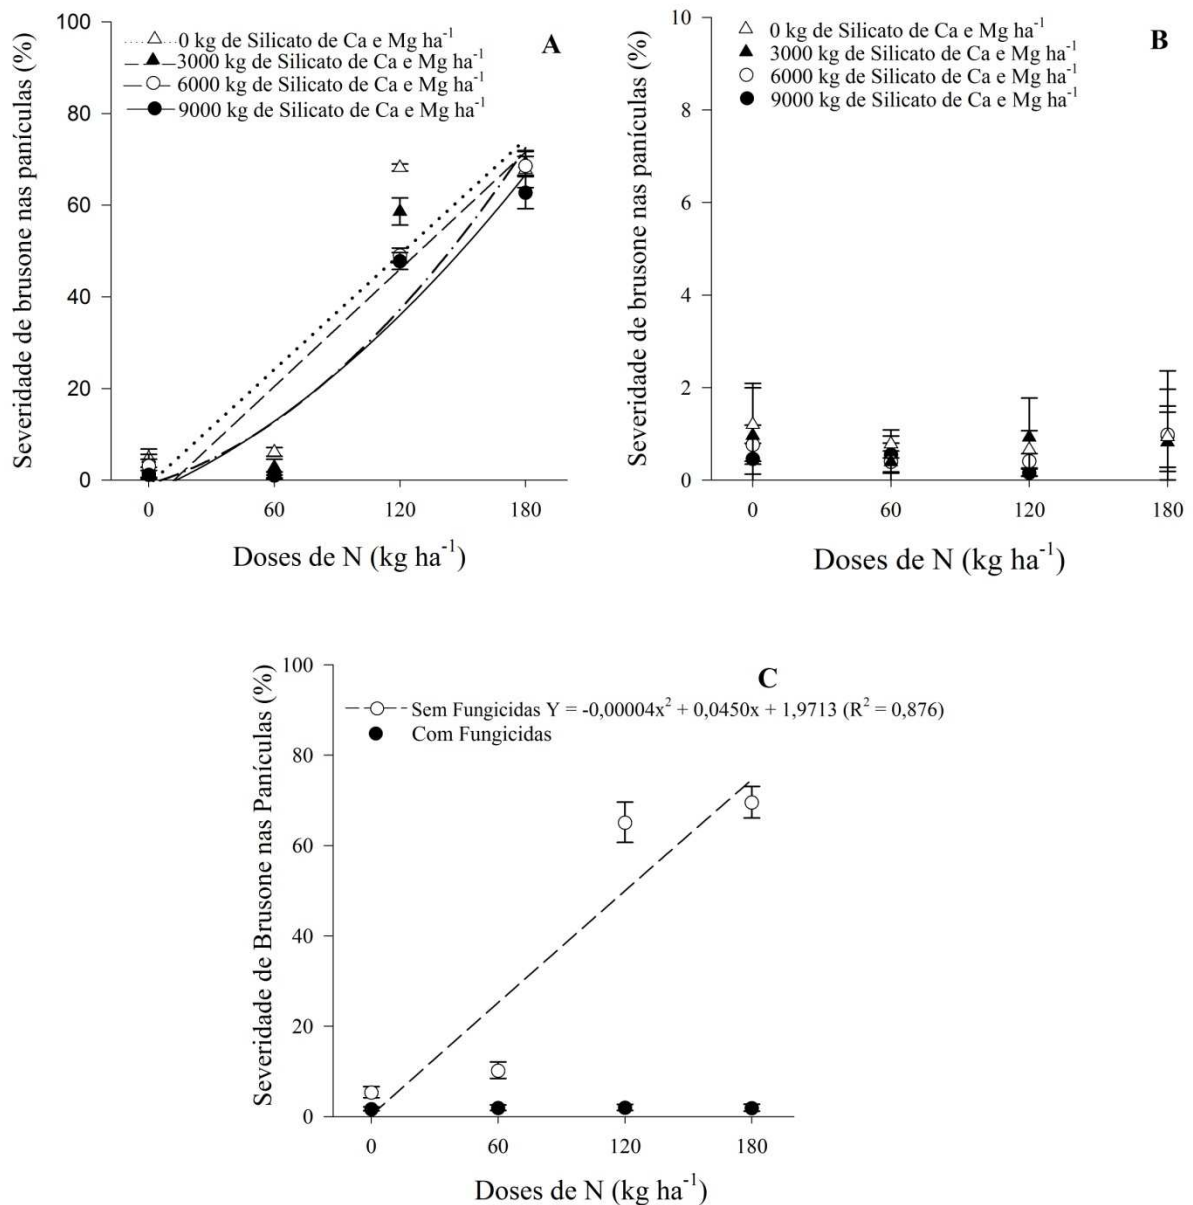 A
0 kg de Silicato de Ca e Mg ha⁻¹
3000 kg de Silicato de Ca e Mg ha⁻¹
6000 kg de Silicato de Ca e Mg ha⁻¹
9000 kg de Silicato de Ca e Mg ha⁻¹
Severidade de brusone nas panículas (%)
100
80
60
40
20
0
0 60 120 180
Doses de N (kg ha⁻¹)
B
0 kg de Silicato de Ca e Mg ha⁻¹
3000 kg de Silicato de Ca e Mg ha⁻¹
6000 kg de Silicato de Ca e Mg ha⁻¹
9000 kg de Silicato de Ca e Mg ha⁻¹
Severidade de brusone nas panículas (%)
10
8
6
4
2
0
0 60 120 180
Doses de N (kg ha⁻¹)
C
Sem Fungicidas Y = -0,00004x² + 0,0450x + 1,9713 (R² = 0,876)
Com Fungicidas
Severidade de Brusone nas Panículas (%)
100
80
60
40
20
0
0 60 120 180
Doses de N (kg ha⁻¹)